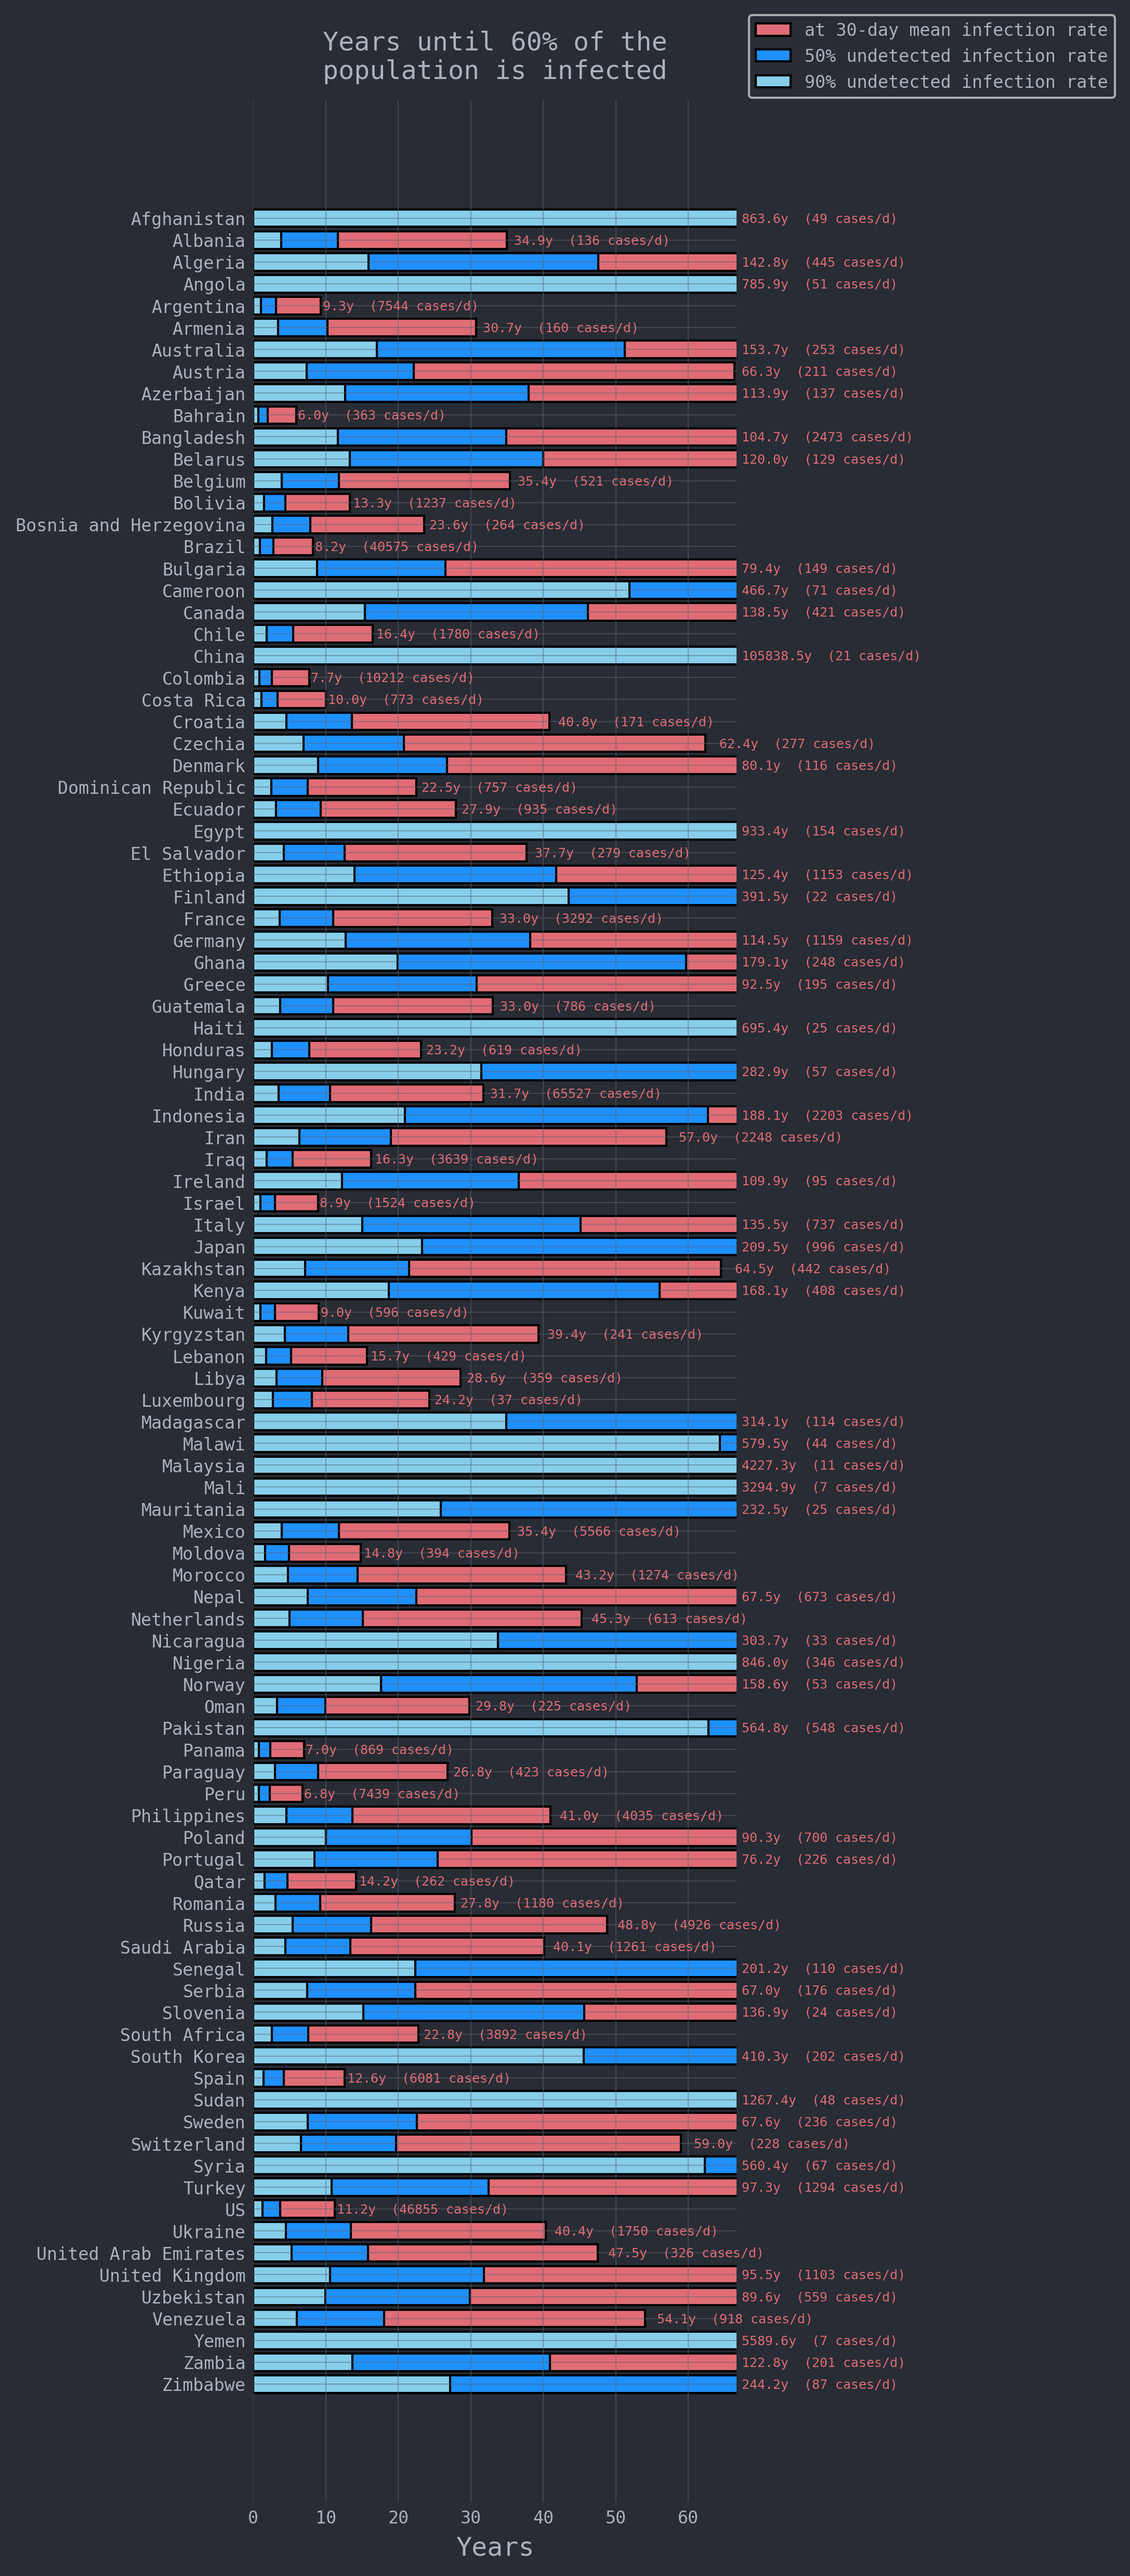 Years until 60% of the
population is infected
at 30-day mean infection rate
50% undetected infection rate
90% undetected infection rate
Afghanistan 863.6y (49 cases/d)
Albania 34.9y (136 cases/d)
Algeria 142.8y (445 cases/d)
Angola 785.9y (51 cases/d)
Argentina 9.3y (7544 cases/d)
Armenia 30.7y (160 cases/d)
Australia 153.7y (253 cases/d)
Austria 66.3y (211 cases/d)
Azerbaijan 113.9y (137 cases/d)
Bahrain 6.0y (363 cases/d)
Bangladesh 104.7y (2473 cases/d)
Belarus 120.0y (129 cases/d)
Belgium 35.4y (521 cases/d)
Bolivia 13.3y (1237 cases/d)
Bosnia and Herzegovina 23.6y (264 cases/d)
Brazil 8.2y (40575 cases/d)
Bulgaria 79.4y (149 cases/d)
Cameroon 466.7y (71 cases/d)
Canada 138.5y (421 cases/d)
Chile 16.4y (1780 cases/d)
China 105838.5y (21 cases/d)
Colombia 7.7y (10212 cases/d)
Costa Rica 10.0y (773 cases/d)
Croatia 40.8y (171 cases/d)
Czechia 62.4y (277 cases/d)
Denmark 80.1y (116 cases/d)
Dominican Republic 22.5y (757 cases/d)
Ecuador 27.9y (935 cases/d)
Egypt 933.4y (154 cases/d)
El Salvador 37.7y (279 cases/d)
Ethiopia 125.4y (1153 cases/d)
Finland 391.5y (22 cases/d)
France 33.0y (3292 cases/d)
Germany 114.5y (1159 cases/d)
Ghana 179.1y (248 cases/d)
Greece 92.5y (195 cases/d)
Guatemala 33.0y (786 cases/d)
Haiti 695.4y (25 cases/d)
Honduras 23.2y (619 cases/d)
Hungary 282.9y (57 cases/d)
India 31.7y (65527 cases/d)
Indonesia 188.1y (2203 cases/d)
Iran 57.0y (2248 cases/d)
Iraq 16.3y (3639 cases/d)
Ireland 109.9y (95 cases/d)
Israel 8.9y (1524 cases/d)
Italy 135.5y (737 cases/d)
Japan 209.5y (996 cases/d)
Kazakhstan 64.5y (442 cases/d)
Kenya 168.1y (408 cases/d)
Kuwait 9.0y (596 cases/d)
Kyrgyzstan 39.4y (241 cases/d)
Lebanon 15.7y (429 cases/d)
Libya 28.6y (359 cases/d)
Luxembourg 24.2y (37 cases/d)
Madagascar 314.1y (114 cases/d)
Malawi 579.5y (44 cases/d)
Malaysia 4227.3y (11 cases/d)
Mali 3294.9y (7 cases/d)
Mauritania 232.5y (25 cases/d)
Mexico 35.4y (5566 cases/d)
Moldova 14.8y (394 cases/d)
Morocco 43.2y (1274 cases/d)
Nepal 67.5y (673 cases/d)
Netherlands 45.3y (613 cases/d)
Nicaragua 303.7y (33 cases/d)
Nigeria 846.0y (346 cases/d)
Norway 158.6y (53 cases/d)
Oman 29.8y (225 cases/d)
Pakistan 564.8y (548 cases/d)
Panama 7.0y (869 cases/d)
Paraguay 26.8y (423 cases/d)
Peru 6.8y (7439 cases/d)
Philippines 41.0y (4035 cases/d)
Poland 90.3y (700 cases/d)
Portugal 76.2y (226 cases/d)
Qatar 14.2y (262 cases/d)
Romania 27.8y (1180 cases/d)
Russia 48.8y (4926 cases/d)
Saudi Arabia 40.1y (1261 cases/d)
Senegal 201.2y (110 cases/d)
Serbia 67.0y (176 cases/d)
Slovenia 136.9y (24 cases/d)
South Africa 22.8y (3892 cases/d)
South Korea 410.3y (202 cases/d)
Spain 12.6y (6081 cases/d)
Sudan 1267.4y (48 cases/d)
Sweden 67.6y (236 cases/d)
Switzerland 59.0y (228 cases/d)
Syria 560.4y (67 cases/d)
Turkey 97.3y (1294 cases/d)
US 11.2y (46855 cases/d)
Ukraine 40.4y (1750 cases/d)
United Arab Emirates 47.5y (326 cases/d)
United Kingdom 95.5y (1103 cases/d)
Uzbekistan 89.6y (559 cases/d)
Venezuela 54.1y (918 cases/d)
Yemen 5589.6y (7 cases/d)
Zambia 122.8y (201 cases/d)
Zimbabwe 244.2y (87 cases/d)
0 10 20 30 40 50 60
Years